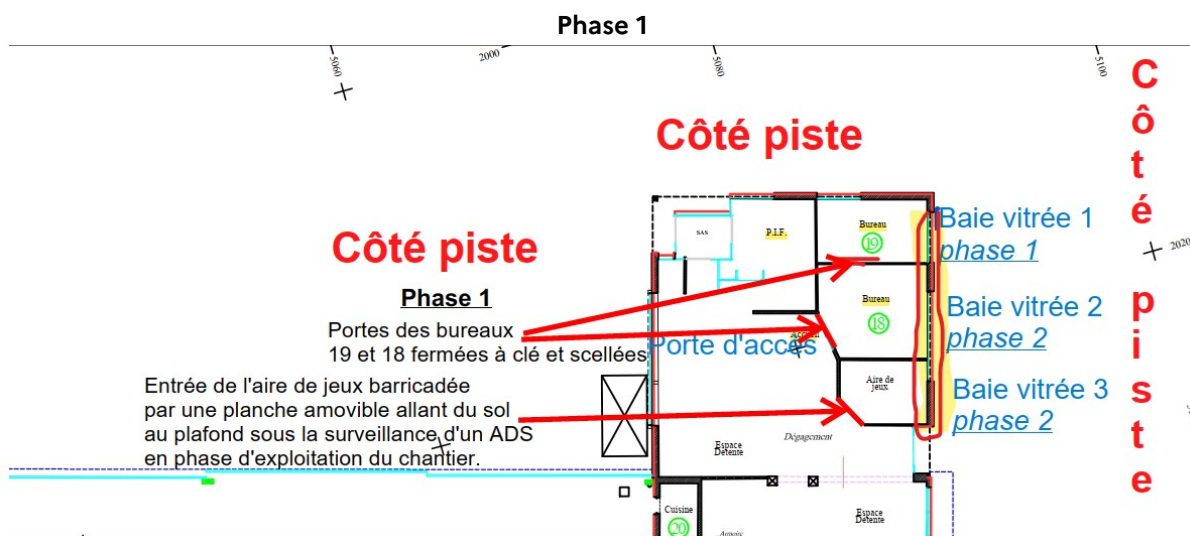 Phase 1
5060
2000
5080
5100
Côté piste
Côté piste
Côté piste
2020
SAS
P.I.F.
Bureau
19
Baie vitrée 1
phase 1
Phase 1
Portes des bureaux
19 et 18 fermées à clé et scellées
Bureau
18
Baie vitrée 2
phase 2
Porte d'accès
Entrée de l'aire de jeux barricadée
par une planche amovible allant du sol
au plafond sous la surveillance d'un ADS
en phase d'exploitation du chantier.
Aire de
jeux
Baie vitrée 3
phase 2
Dégagement
Espace
Détente
Cuisine
20
Espace
Détente